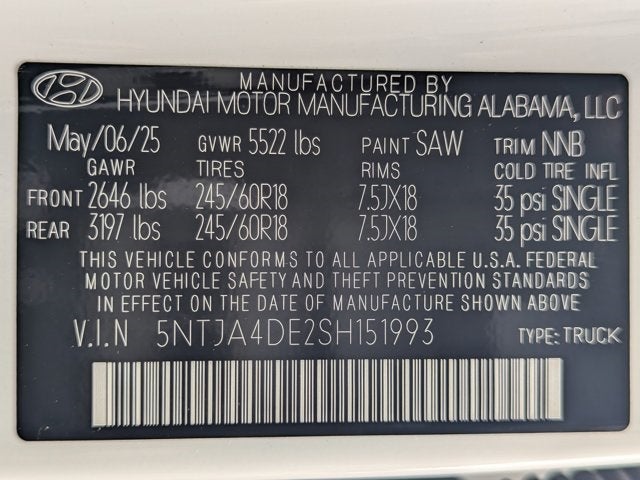 MANUFACTURED BY
HYUNDAI MOTOR MANUFACTURING ALABAMA, LLC
May/06/25 GVWR 5522 lbs PAINT SAW TRIM NNB
GAWR TIRES RIMS COLD TIRE INFL
FRONT 2646 lbs 245/60R18 7.5JX18 35 psi SINGLE
REAR 3197 lbs 245/60R18 7.5JX18 35 psi SINGLE
THIS VEHICLE CONFORMS TO ALL APPLICABLE U.S.A. FEDERAL
MOTOR VEHICLE SAFETY AND THEFT PREVENTION STANDARDS
IN EFFECT ON THE DATE OF MANUFACTURE SHOWN ABOVE
V.I.N 5NTJA4DE2SH151993 TYPE: TRUCK